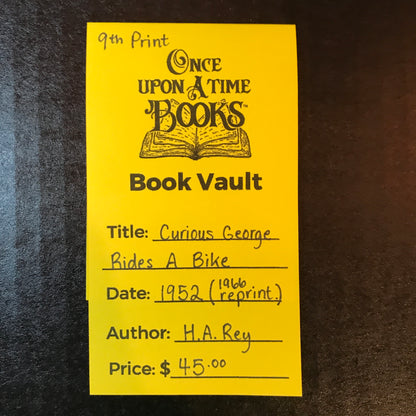 9th Print
ONCE
UPON A TIME
BOOKS™
Book Vault
Title: Curious George
Rides A Bike
Date: 1952 (1966 reprint.)
Author: H.A. Rey
Price: $ 45.00